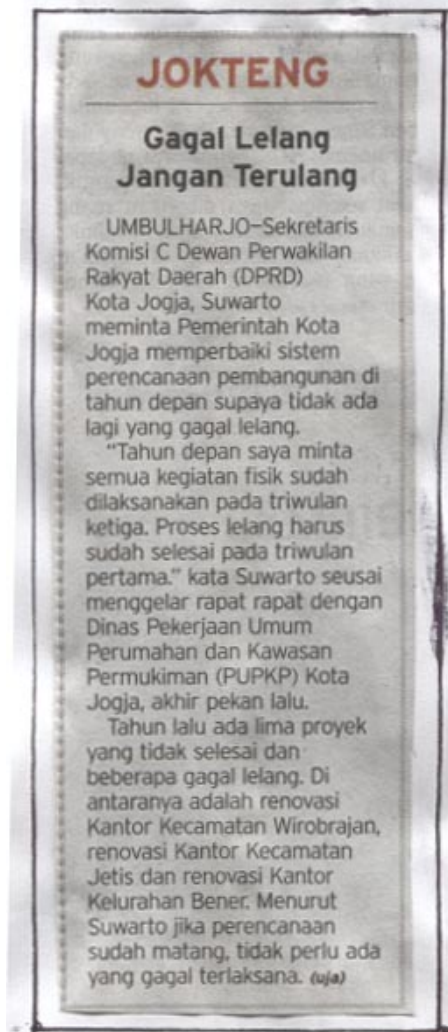 JOKTENG
Gagal Lelang
Jangan Terulang
UMBULHARJO–Sekretaris
Komisi C Dewan Perwakilan
Rakyat Daerah (DPRD)
Kota Jogja, Suwarto
meminta Pemerintah Kota
Jogja memperbaiki sistem
perencanaan pembangunan di
tahun depan supaya tidak ada
lagi yang gagal lelang.
“Tahun depan saya minta
semua kegiatan fisik sudah
dilaksanakan pada triwulan
ketiga. Proses lelang harus
sudah selesai pada triwulan
pertama.” kata Suwarto seusai
menggelar rapat rapat dengan
Dinas Pekerjaan Umum
Perumahan dan Kawasan
Permukiman (PUPKP) Kota
Jogja, akhir pekan lalu.
Tahun lalu ada lima proyek
yang tidak selesai dan
beberapa gagal lelang. Di
antaranya adalah renovasi
Kantor Kecamatan Wirobrajan,
renovasi Kantor Kecamatan
Jetis dan renovasi Kantor
Kelurahan Bener. Menurut
Suwarto jika perencanaan
sudah matang, tidak perlu ada
yang gagal terlaksana. (uja)